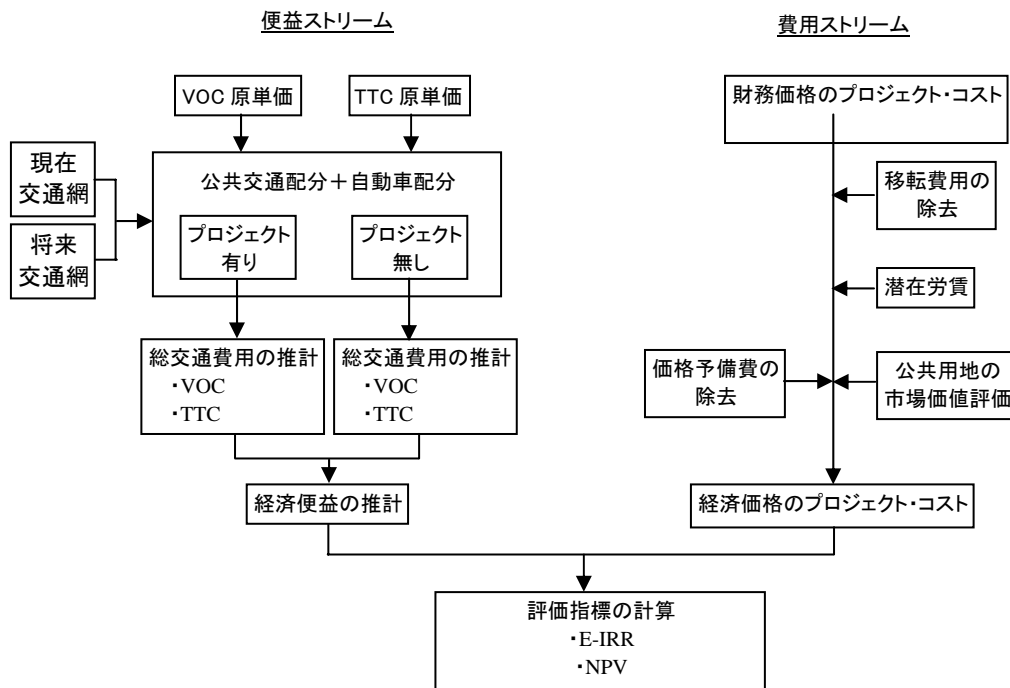 便益ストリーム
費用ストリーム
VOC 原単価
TTC 原単価
財務価格のプロジェクト・コスト
現在
交通網
将来
交通網
公共交通配分＋自動車配分
プロジェクト
有り
プロジェクト
無し
移転費用の
除去
潜在労賃
総交通費用の推計
・VOC
・TTC
総交通費用の推計
・VOC
・TTC
価格予備費の
除去
公共用地の
市場価値評価
経済便益の推計
経済価格のプロジェクト・コスト
評価指標の計算
・E-IRR
・NPV